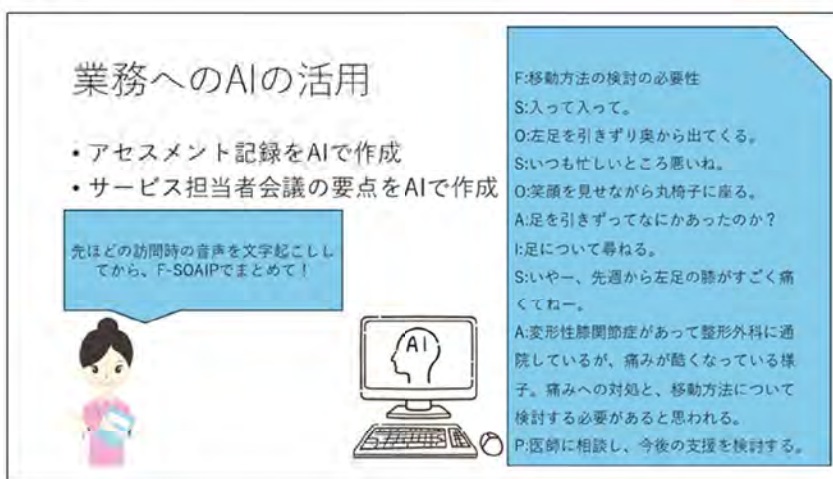 業務へのAIの活用
・アセスメント記録をAIで作成
・サービス担当者会議の要点をAIで作成
先ほどの訪問時の音声を文字起こしし
てから、F-SOAIPでまとめて!
AI
F:移動方法の検討の必要性
S:入って入って。
O:左足を引きずり奥から出てくる。
S:いつも忙しいところ悪いね。
O:笑顔を見せながら丸椅子に座る。
A:足を引きずってなにかあったのか?
I:足について尋ねる。
S:いやー、先週から左足の膝がすごく痛
くてねー。
A:変形性膝関節症があって整形外科に通
院しているが、痛みが酷くなっている様
子。痛みへの対処と、移動方法について
検討する必要があると思われる。
P:医師に相談し、今後の支援を検討する。